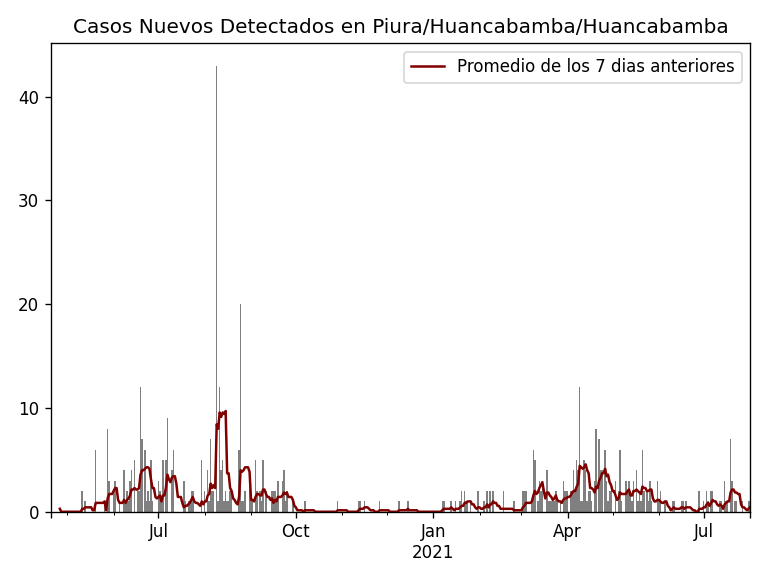 Casos Nuevos Detectados en Piura/Huancabamba/Huancabamba
Promedio de los 7 dias anteriores
40
30
20
10
0
Jul
Oct
Jan
2021
Apr
Jul